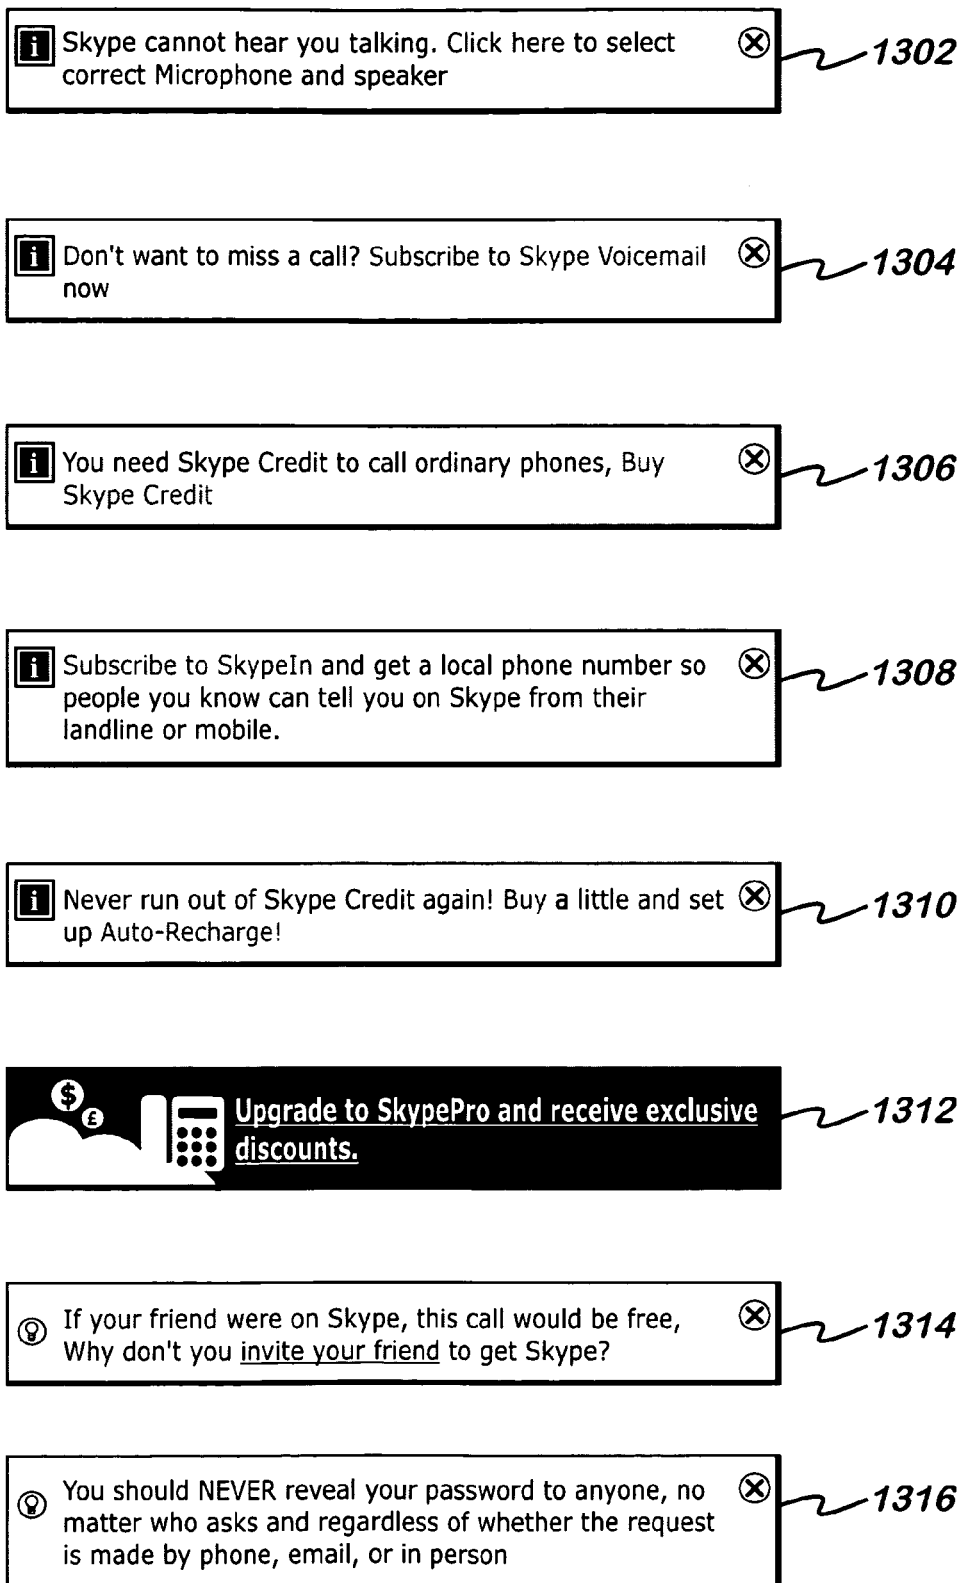 Skype cannot hear you talking. Click here to select
correct Microphone and speaker
1302
Don't want to miss a call? Subscribe to Skype Voicemail
now
1304
You need Skype Credit to call ordinary phones, Buy
Skype Credit
1306
Subscribe to SkypeIn and get a local phone number so
people you know can tell you on Skype from their
landline or mobile.
1308
Never run out of Skype Credit again! Buy a little and set
up Auto-Recharge!
1310
$
£
Upgrade to SkypePro and receive exclusive
discounts.
1312
If your friend were on Skype, this call would be free,
Why don't you invite your friend to get Skype?
1314
You should NEVER reveal your password to anyone, no
matter who asks and regardless of whether the request
is made by phone, email, or in person
1316